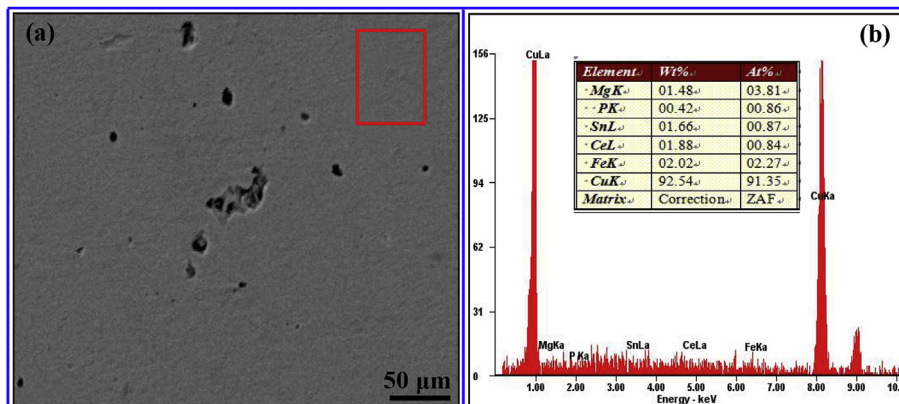 (a)
50 μm
(b)
156
125
94
62
31
CuLa
Element Wt% At%
MgK 01.48 03.81
PK 00.42 00.86
SnL 01.66 00.87
CeL 01.88 00.84
FeK 02.02 02.27
CuK 92.54 91.35
Matrix Correction ZAF
CuKa
MgKa
P Ka
SnLa
CeLa
FeKa
1.00 2.00 3.00 4.00 5.00 6.00 7.00 8.00 9.00 10.
Energy - keV